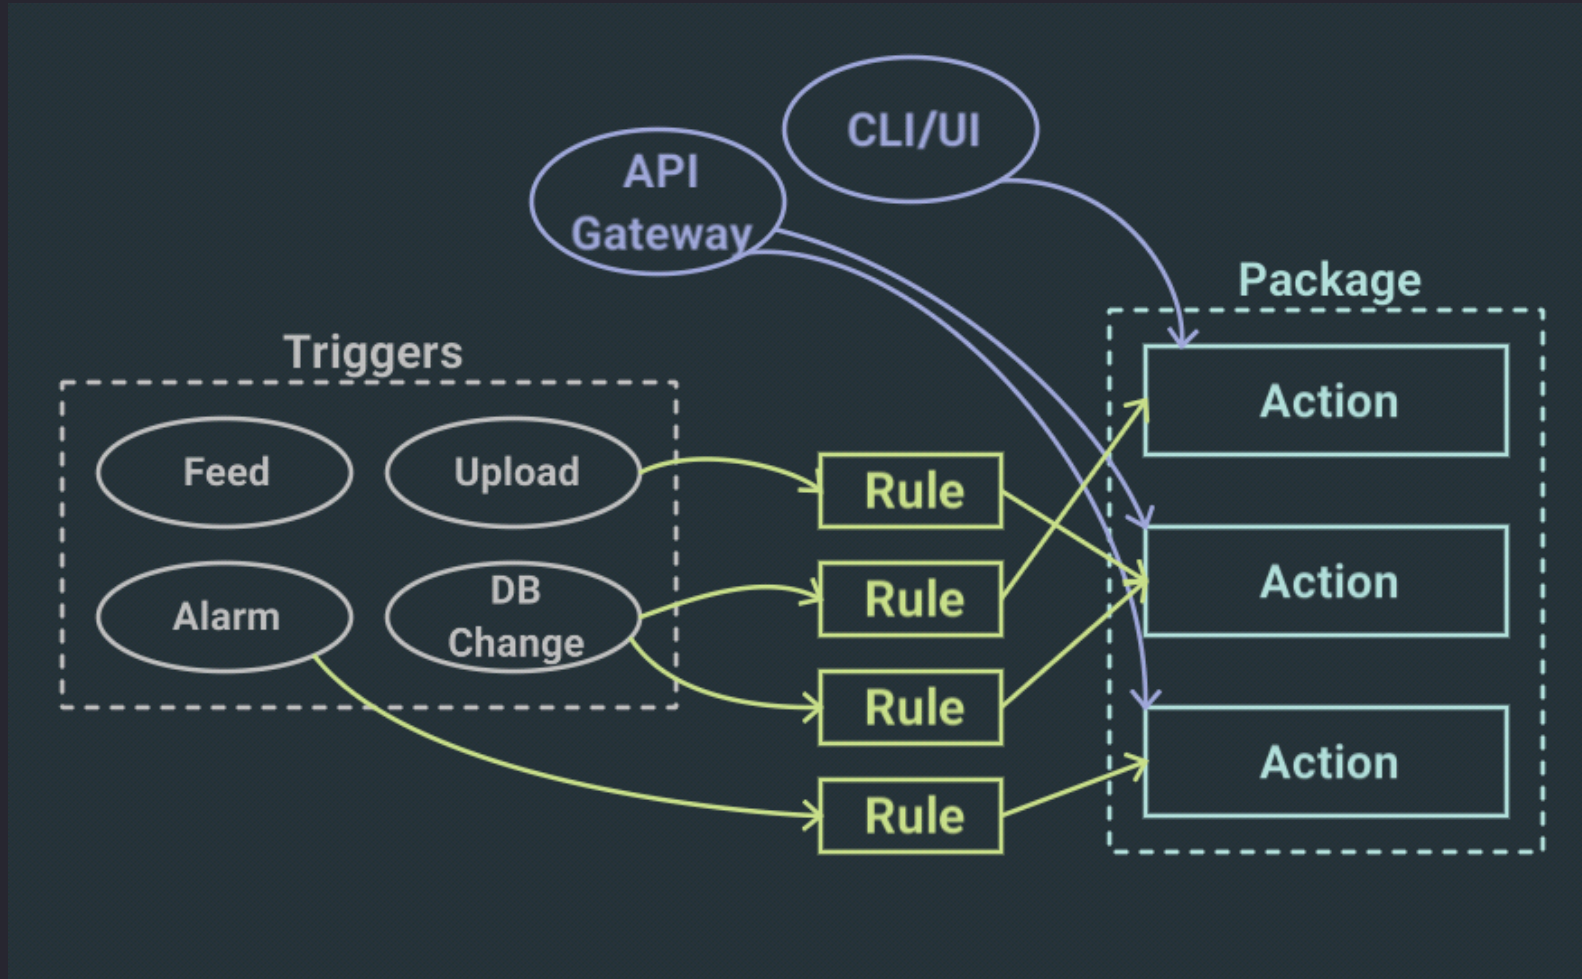 CLI/UI
API
Gateway
Package
Triggers
Action
Feed
Upload
Rule
Action
Rule
Alarm
DB
Change
Rule
Action
Rule